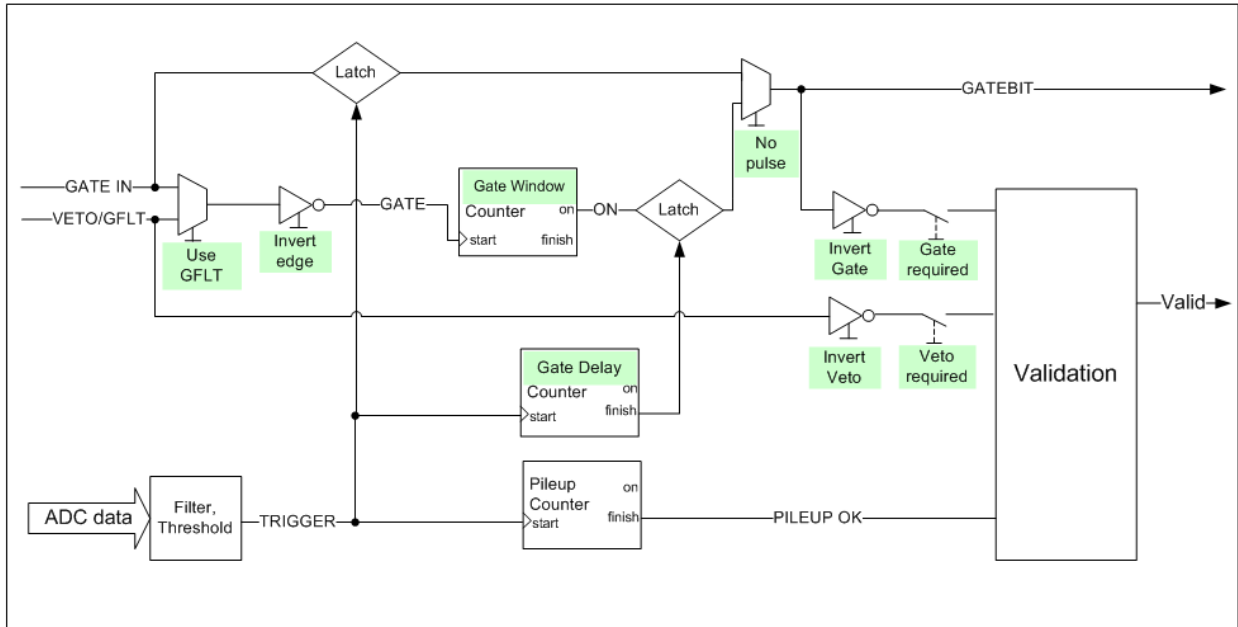 Latch
GATEBIT
No
pulse
GATE IN
VETO/GFLT
Use
GFLT
Invert
edge
GATE
Gate Window
Counter
on
start
finish
ON
Latch
Invert
Gate
Gate
required
Invert
Veto
Veto
required
Validation
Valid
Gate Delay
Counter
on
finish
start
ADC data
Filter,
Threshold
TRIGGER
Pileup
Counter
on
finish
start
PILEUP OK